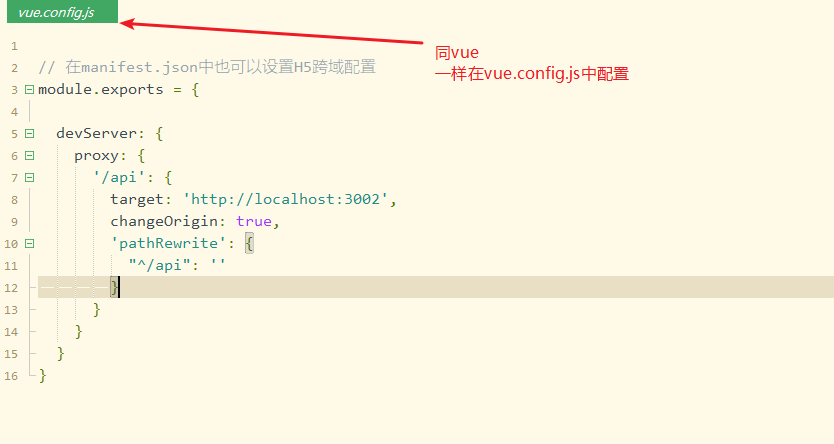 vue.config.js
同vue
一样在vue.config.js中配置
1
2 // 在manifest.json中也可以设置H5跨域配置
3 module.exports = {
4
5 devServer: {
6 proxy: {
7 '/api': {
8 target: 'http://localhost:3002',
9 changeOrigin: true,
10 'pathRewrite': {
11 "^/api": ''
12 }
13 }
14 }
15 }
16 }